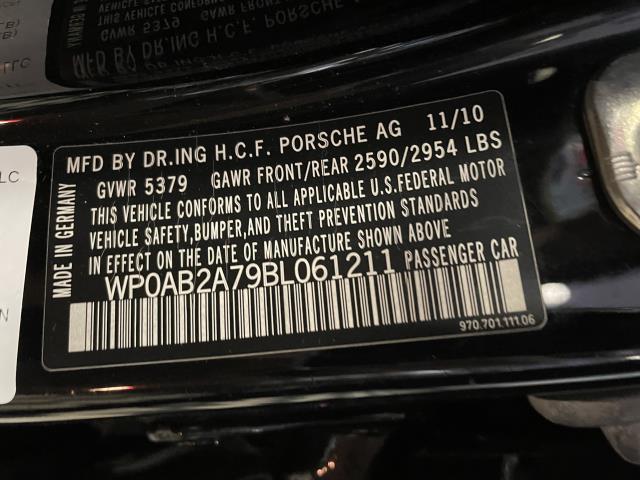 MFD BY DR.ING H.C.F. PORSCHE AG 11/10
GVWR 5379 GAWR FRONT/REAR 2590/2954 LBS
THIS VEHICLE CONFORMS TO ALL APPLICABLE U.S.FEDERAL MOTOR
VEHICLE SAFETY,BUMPER,AND THEFT PREVENTION STANDARDS
IN EFFECT ON THE DATE OF MANUFACTURE SHOWN ABOVE
WP0AB2A79BL061211 PASSENGER CAR
MADE IN GERMANY
970.701.111.06
LLC
LC
N